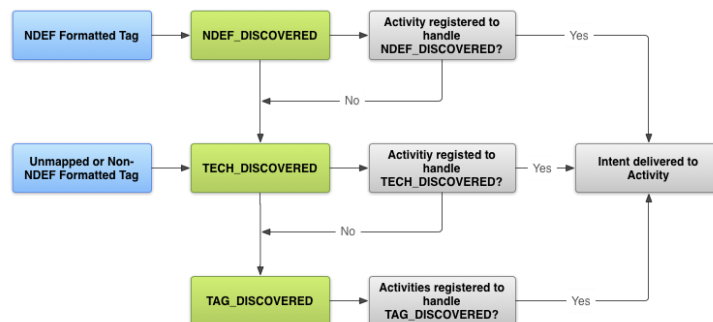 NDEF Formatted Tag
NDEF_DISCOVERED
Activity registered to
handle
NDEF_DISCOVERED?
Yes
No
Unmapped or Non-
NDEF Formatted Tag
TECH_DISCOVERED
Activitiy registed to
handle
TECH_DISCOVERED?
Yes
Intent delivered to
Activity
No
TAG_DISCOVERED
Activities registered to
handle
TAG_DISCOVERED?
Yes